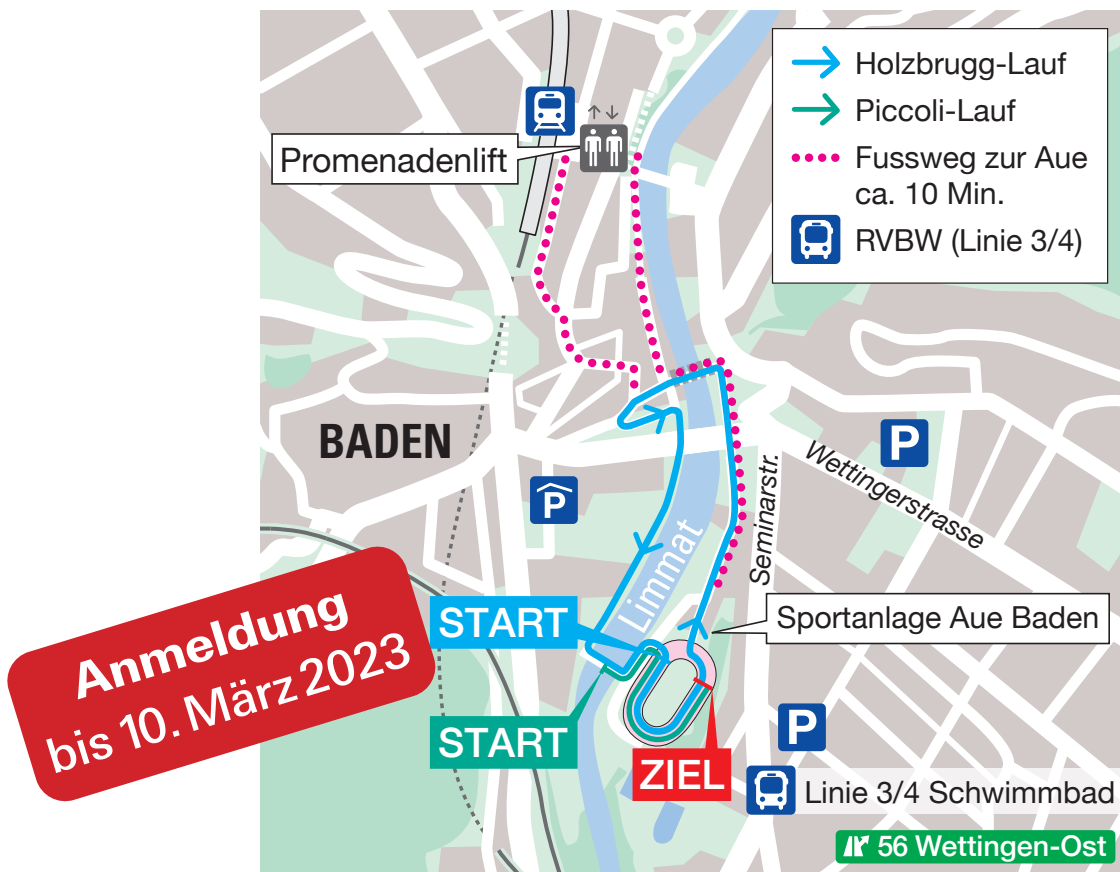 Holzbrugg-Lauf
Piccoli-Lauf
Fussweg zur Aue
ca. 10 Min.
RVBW (Linie 3/4)
Promenadenlift
BADEN
P
P
Wettingerstrasse
Seminarstr.
Limmat
Anmeldung
bis 10. März 2023
START
Sportanlage Aue Baden
START
ZIEL
P
Linie 3/4 Schwimmbad
56 Wettingen-Ost